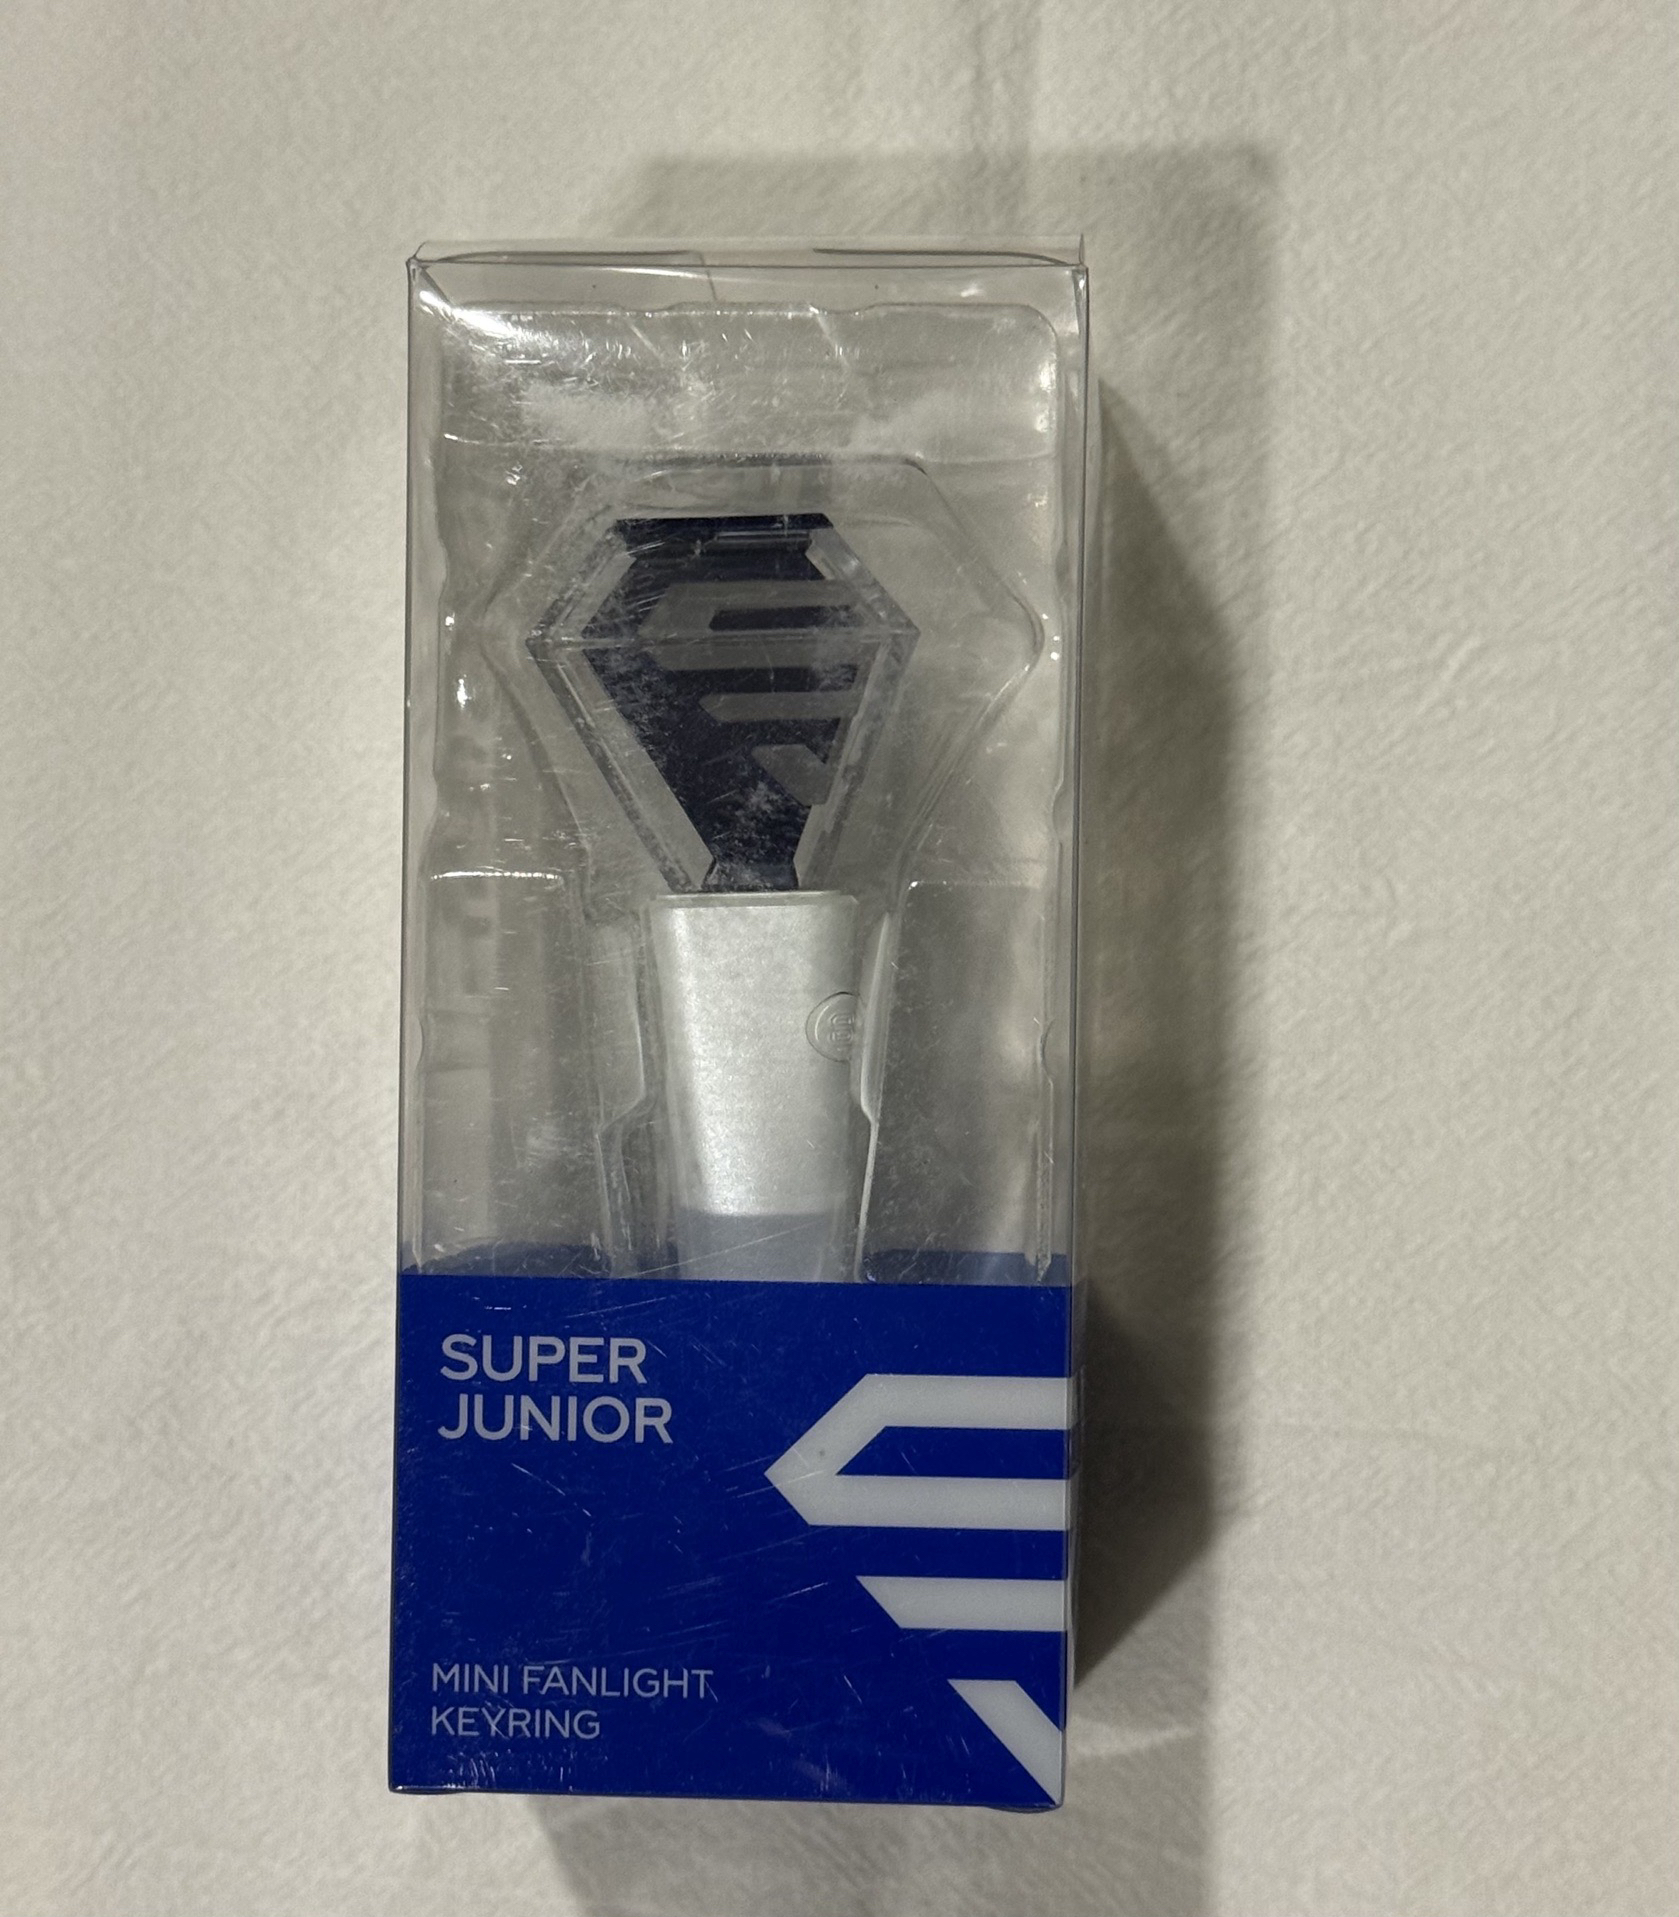 SUPER
JUNIOR
MINI FANLIGHT
KEYRING